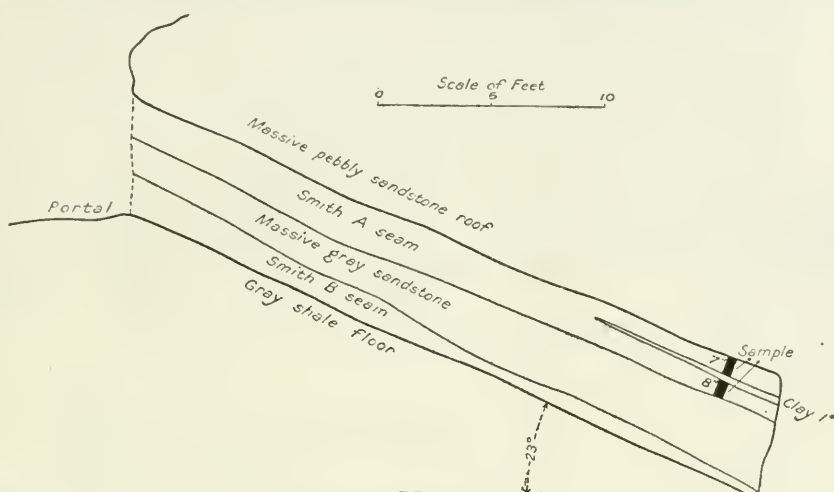 Scale of Feet
0 5 10
Massive pebbly sandstone roof
Portal
Smith A seam
Massive gray sandstone
Smith B seam
Gray shale floor
7
Sample
8
Clay 1"
23°